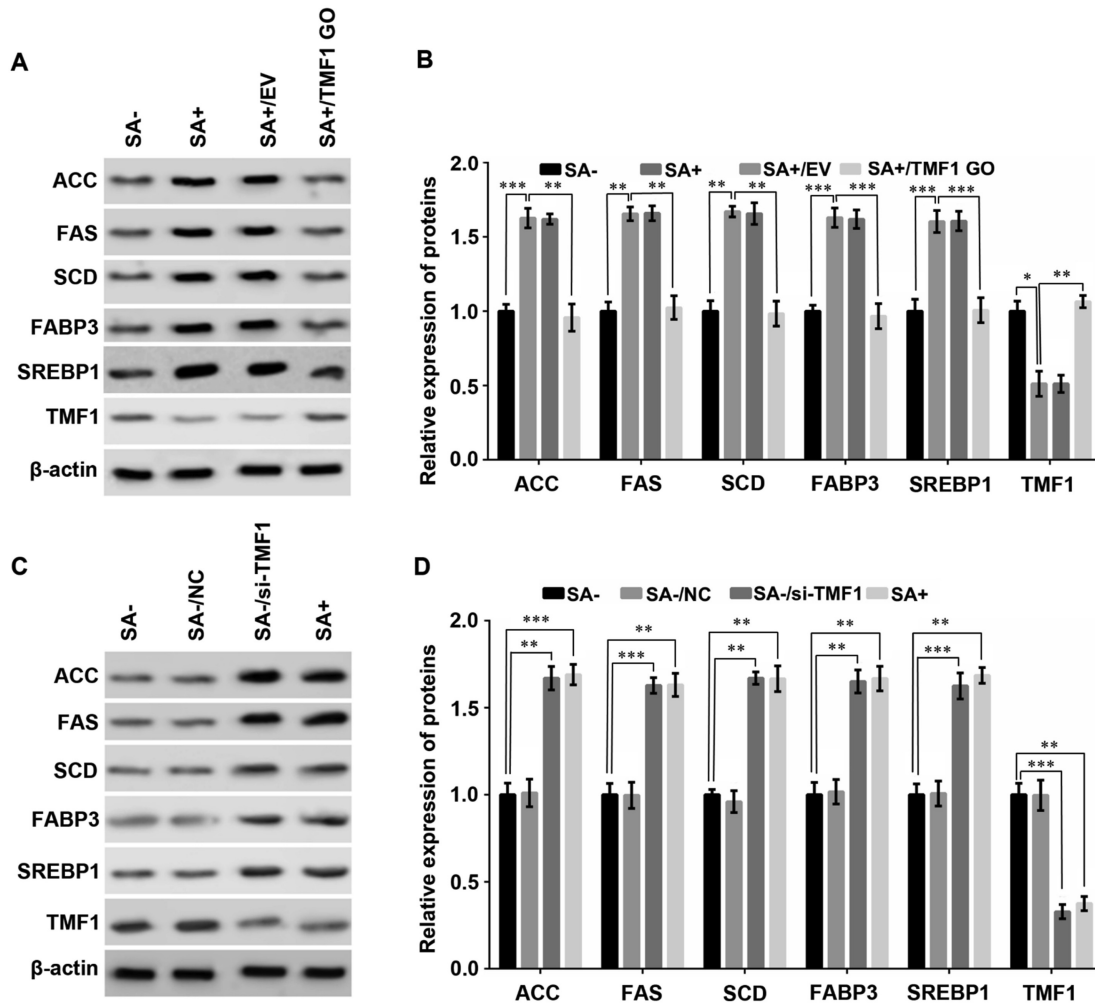 A
SA-
SA+
SA+/EV
SA+/TMF1 GO
ACC
FAS
SCD
FABP3
SREBP1
TMF1
β-actin
B
SA- SA+ SA+/EV SA+/TMF1 GO
Relative expression of proteins
2.0
1.5
1.0
0.5
0.0
*** ** ** ** ** ** *** *** *** *** * **
ACC FAS SCD FABP3 SREBP1 TMF1
C
SA-
SA-/NC
SA-/si-TMF1
SA+
ACC
FAS
SCD
FABP3
SREBP1
TMF1
β-actin
D
SA- SA-/NC SA-/si-TMF1 SA+
Relative expression of proteins
2.0
1.5
1.0
0.5
0.0
*** ** ** ** ** **
** *** ** ** *** ***
ACC FAS SCD FABP3 SREBP1 TMF1